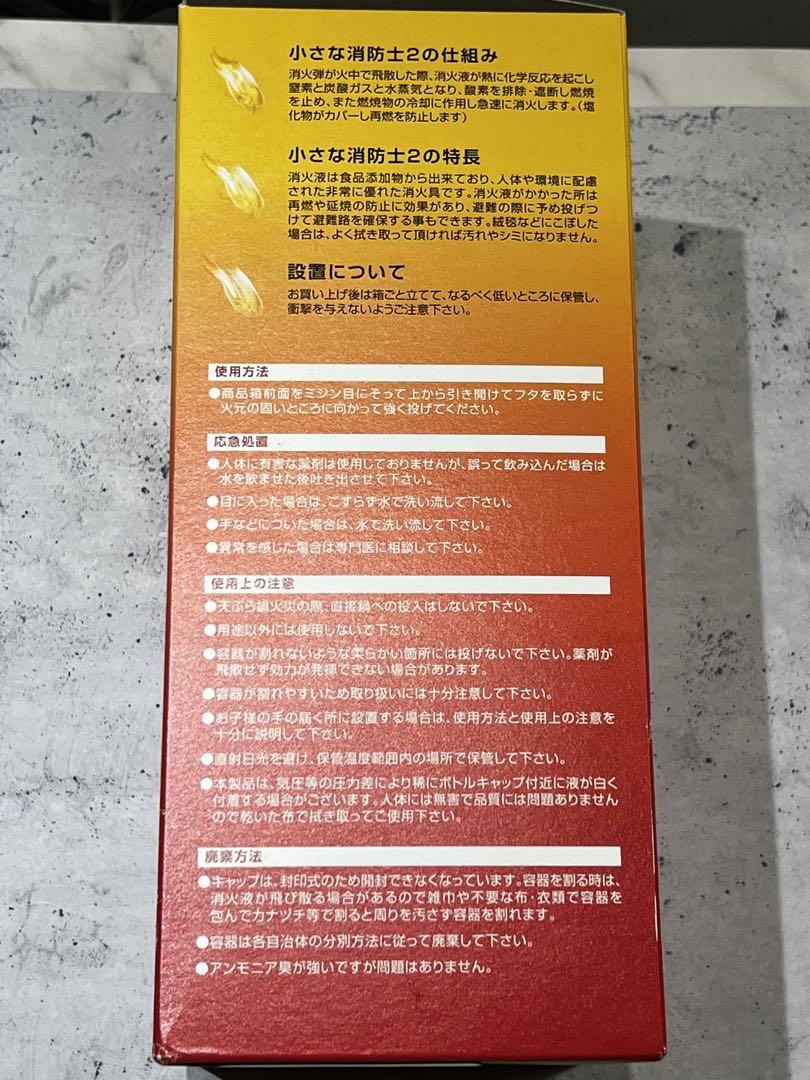 小さな消防士2の仕組み
消火弾が火中で飛散した際、消火液が熱に化学反応を起こし
窒素と炭酸ガスと水蒸気となり、酸素を排除・遮断し燃焼
を止め、また燃焼物の冷却に作用し急速に消火します。(塩
化物がカバーし再燃を防止します)
小さな消防士2の特長
消火液は食品添加物から出来ており、人体や環境に配慮
された非常に優れた消火具です。消火液がかかった所は
再燃や延焼の防止に効果があり、避難の際に予め投げつ
けて避難路を確保する事もできます。絨毯などにこぼした
場合は、よく拭き取って頂ければ汚れやシミになりません。
設置について
お買い上げ後は箱ごと立てて、なるべく低いところに保管し、
衝撃を与えないようご注意下さい。
使用方法
●商品箱前面をミシン目にそって上から引き開けてフタを取らずに
火元の固いところに向かって強く投げてください。
応急処置
●人体に有害な薬剤は使用しておりませんが、誤って飲み込んだ場合は
水を飲ませた後吐き出させて下さい。
●目に入った場合は、こすらず水で洗い流して下さい。
●手などについた場合は、水で洗い流して下さい。
●異常を感じた場合は専門医に相談して下さい。
使用上の注意
●天ぷら鍋火災の際、直接鍋への投入はしないで下さい。
●用途以外には使用しないで下さい。
●容器が割れないような柔らかい箇所には投げないで下さい。薬剤が
飛散せず効力が発揮できない場合があります。
●容器が割れやすいため取り扱いには十分注意して下さい。
●お子様の手の届く所に設置する場合は、使用方法と使用上の注意を
十分に説明して下さい。
●直射日光を避け、保管温度範囲内の場所で保管して下さい。
●本製品は、気圧等の圧力差により稀にボトルキャップ付近に液が白く
付着する場合がございます。人体には無害で品質には問題ありません
ので乾いた布で拭き取ってご使用下さい。
廃棄方法
●キャップは、封印式のため開封できなくなっています。容器を割る時は、
消火液が飛び散る場合があるので雑巾や不要な布・衣類で容器を
包んでカナヅチ等で割ると周りを汚さず容器を割れます。
●容器は各自治体の分別方法に従って廃棄して下さい。
●アンモニア臭が強いですが問題はありません。